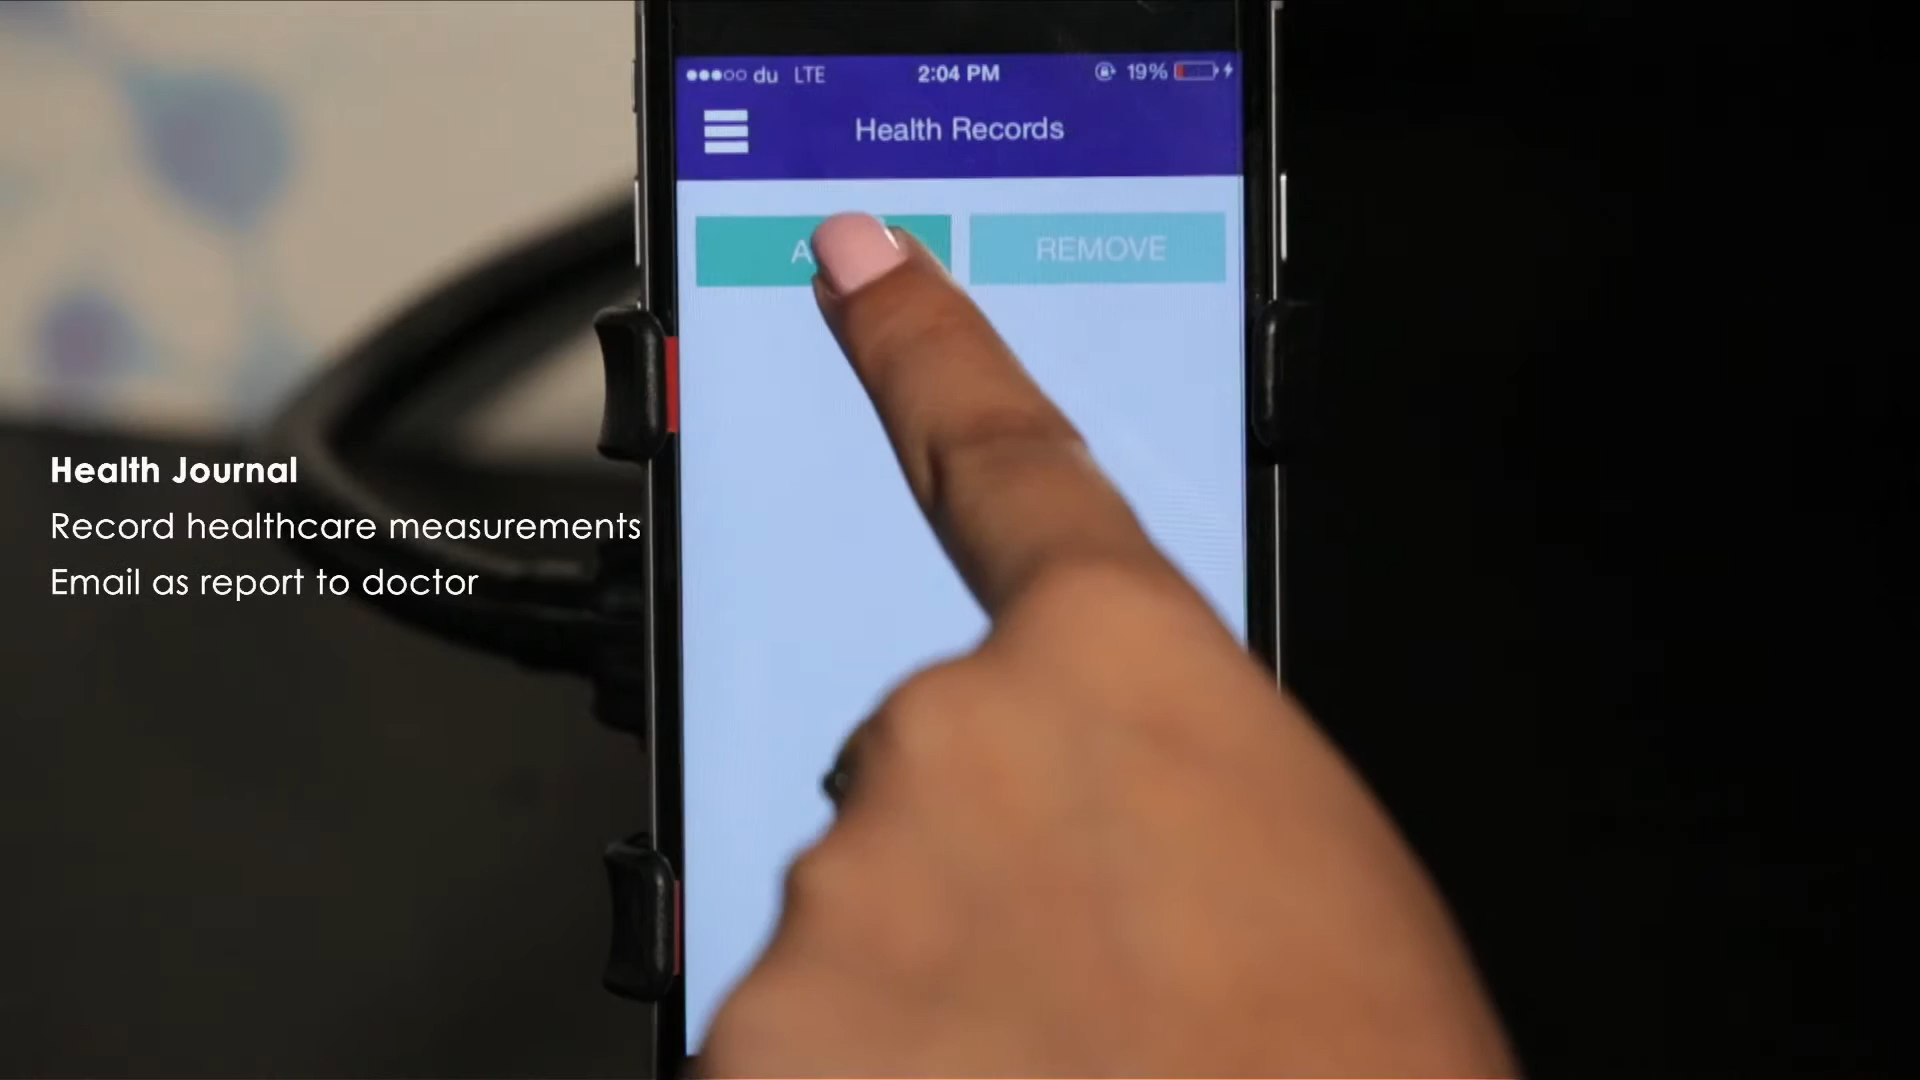 du LTE 2:04 PM 19%
Health Records
REMOVE
Health Journal
Record healthcare measurements
Email as report to doctor